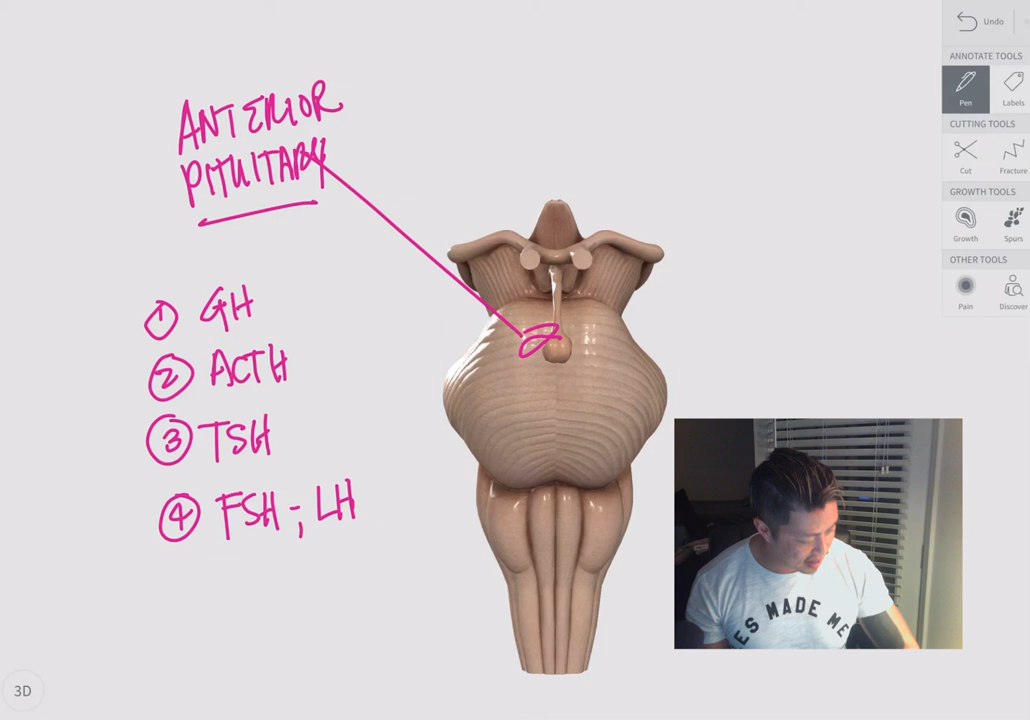 Undo
ANNOTATE TOOLS
Pen
Labels
CUTTING TOOLS
Cut
Fracture
GROWTH TOOLS
Growth
Spurs
OTHER TOOLS
Pain
Discover
ANTERIOR
PITUITARY
1 GH
2 ACTH
3 TSH
4 FSH ; LH
ES MADE ME
3D